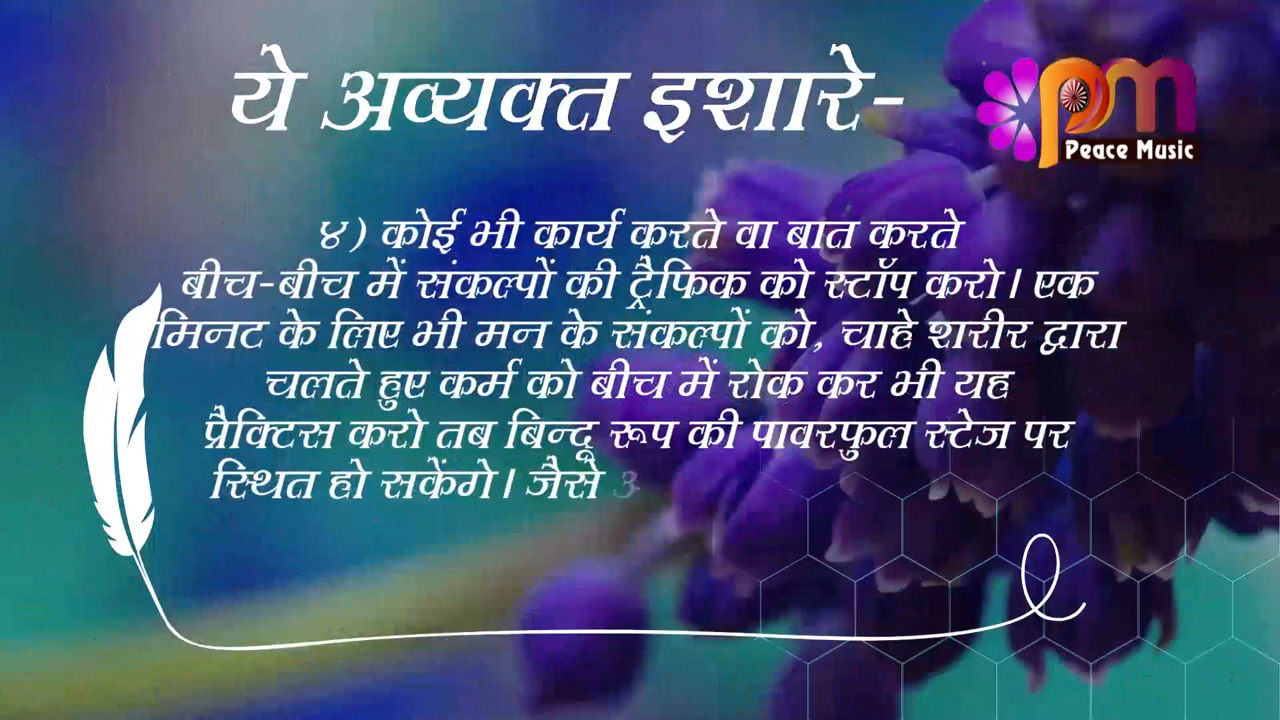 ये अव्यक्त इशारे-
Peace Music
४) कोई भी कार्य करते वा बात करते
बीच-बीच में संकल्पों की ट्रैफिक को स्टॉप करो। एक
मिनट के लिए भी मन के संकल्पों को, चाहे शरीर द्वारा
चलते हुए कर्म को बीच में रोक कर भी यह
प्रैक्टिस करो तब बिन्दू रूप की पावरफुल स्टेज पर
स्थित हो सकेंगे। जैसे